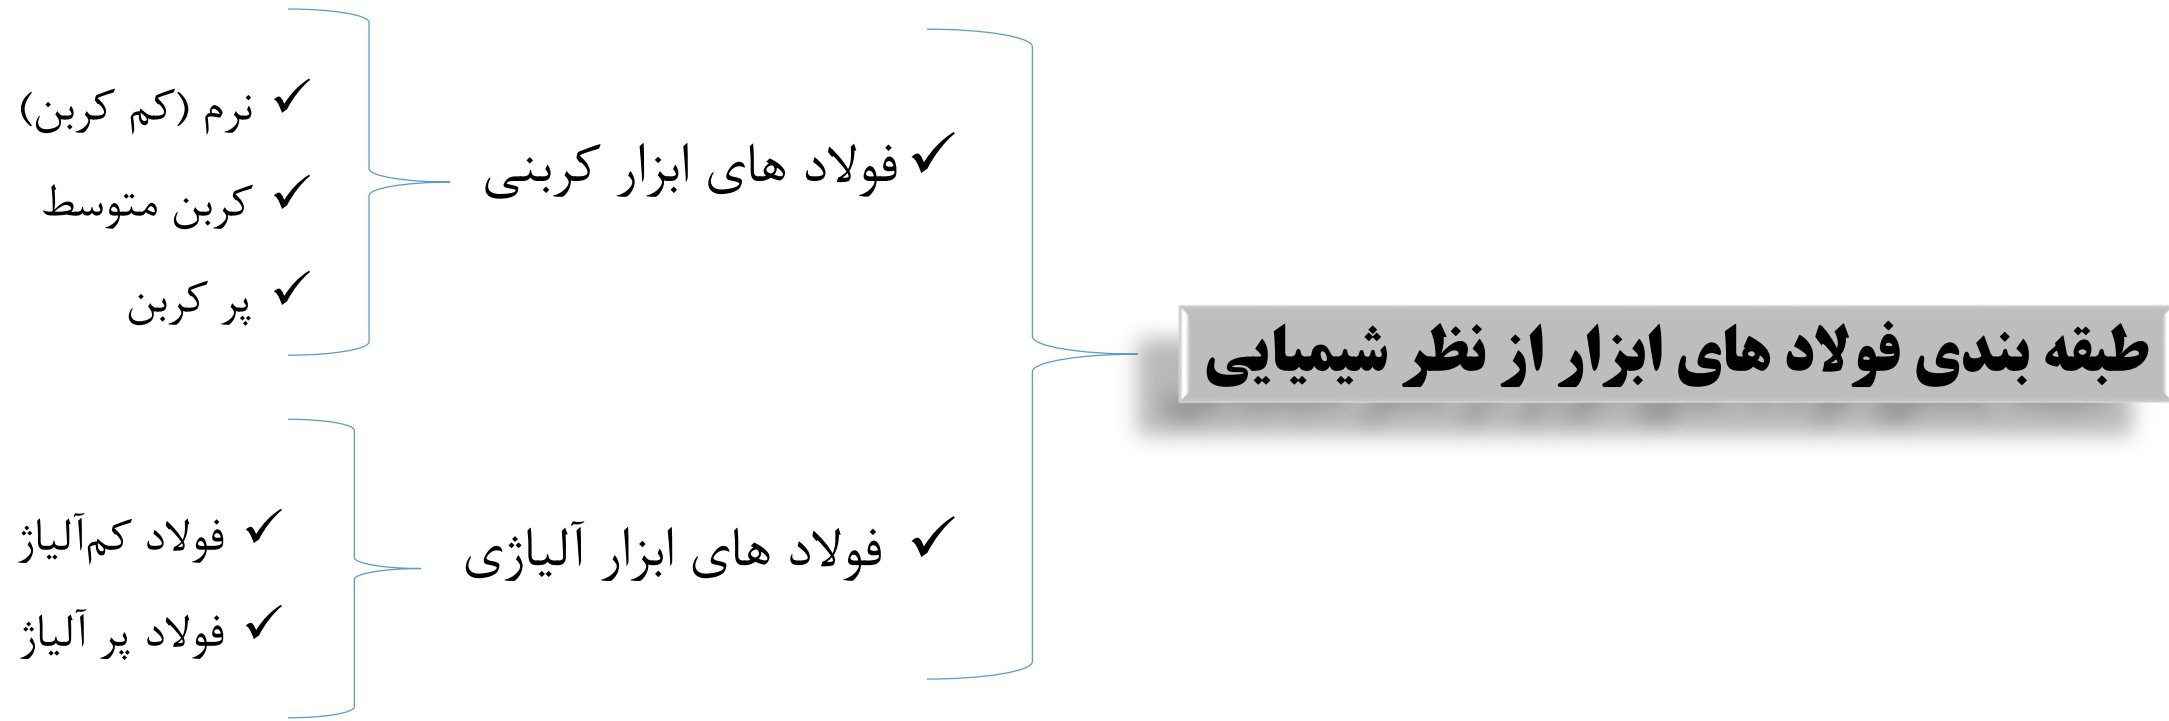 طبقه بندی فولاد های ابزار از نظر شیمیایی
✓ فولاد های ابزار کربنی
✓ نرم (کم کربن)
✓ کربن متوسط
✓ پر کربن
✓ فولاد های ابزار آلیاژی
✓ فولاد کم‌آلیاژ
✓ فولاد پر آلیاژ